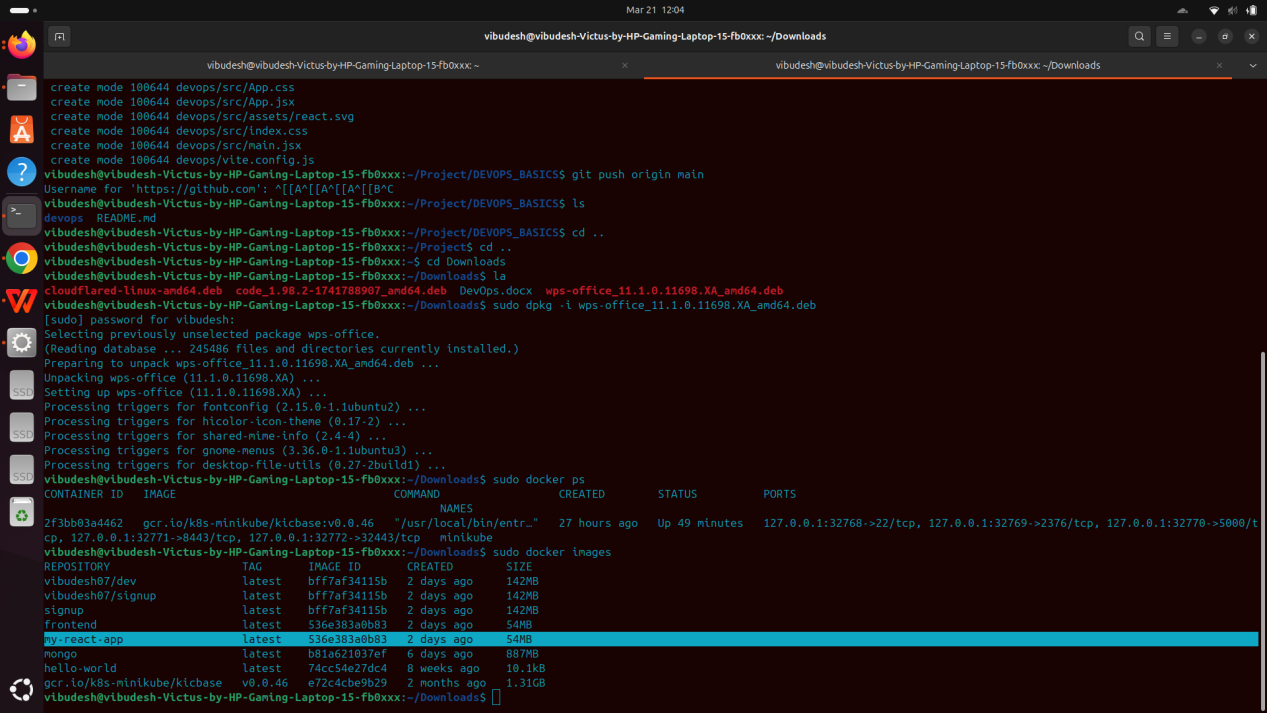 Mar 21 12:04
vibudesh@vibudesh-Victus-by-HP-Gaming-Laptop-15-fb0xxx: ~/Downloads
vibudesh@vibudesh-Victus-by-HP-Gaming-Laptop-15-fb0xxx: ~
vibudesh@vibudesh-Victus-by-HP-Gaming-Laptop-15-fb0xxx: ~/Downloads
create mode 100644 devops/src/App.css
create mode 100644 devops/src/App.jsx
create mode 100644 devops/src/assets/react.svg
create mode 100644 devops/src/index.css
create mode 100644 devops/src/main.jsx
create mode 100644 devops/vite.config.js
vibudesh@vibudesh-Victus-by-HP-Gaming-Laptop-15-fb0xxx:~/Project/DEVOPS_BASICS$ git push origin main
Username for 'https://github.com': ^[[A^[[A^[[A^[[B^C
vibudesh@vibudesh-Victus-by-HP-Gaming-Laptop-15-fb0xxx:~/Project/DEVOPS_BASICS$ ls
devops  README.md
vibudesh@vibudesh-Victus-by-HP-Gaming-Laptop-15-fb0xxx:~/Project/DEVOPS_BASICS$ cd ..
vibudesh@vibudesh-Victus-by-HP-Gaming-Laptop-15-fb0xxx:~/Project$ cd ..
vibudesh@vibudesh-Victus-by-HP-Gaming-Laptop-15-fb0xxx:~$ cd Downloads
vibudesh@vibudesh-Victus-by-HP-Gaming-Laptop-15-fb0xxx:~/Downloads$ la
cloudflared-linux-amd64.deb  code_1.98.2-1741788907_amd64.deb  DevOps.docx  wps-office_11.1.0.11698.XA_amd64.deb
vibudesh@vibudesh-Victus-by-HP-Gaming-Laptop-15-fb0xxx:~/Downloads$ sudo dpkg -i wps-office_11.1.0.11698.XA_amd64.deb
[sudo] password for vibudesh:
Selecting previously unselected package wps-office.
(Reading database ... 245486 files and directories currently installed.)
Preparing to unpack wps-office_11.1.0.11698.XA_amd64.deb ...
Unpacking wps-office (11.1.0.11698.XA) ...
Setting up wps-office (11.1.0.11698.XA) ...
Processing triggers for fontconfig (2.15.0-1.1ubuntu2) ...
Processing triggers for hicolor-icon-theme (0.17-2) ...
Processing triggers for shared-mime-info (2.4-4) ...
Processing triggers for gnome-menus (3.36.0-1.1ubuntu3) ...
Processing triggers for desktop-file-utils (0.27-2build1) ...
vibudesh@vibudesh-Victus-by-HP-Gaming-Laptop-15-fb0xxx:~/Downloads$ sudo docker ps
CONTAINER ID   IMAGE   COMMAND   CREATED   STATUS   PORTS
NAMES
2f3bb03a4462   gcr.io/k8s-minikube/kicbase:v0.0.46   "/usr/local/bin/entr…"   27 hours ago   Up 49 minutes   127.0.0.1:32768->22/tcp, 127.0.0.1:32769->2376/tcp, 127.0.0.1:32770->5000/t
cp, 127.0.0.1:32771->8443/tcp, 127.0.0.1:32772->32443/tcp   minikube
vibudesh@vibudesh-Victus-by-HP-Gaming-Laptop-15-fb0xxx:~/Downloads$ sudo docker images
REPOSITORY   TAG   IMAGE ID   CREATED   SIZE
vibudesh07/dev   latest   bff7af34115b   2 days ago   142MB
vibudesh07/signup   latest   bff7af34115b   2 days ago   142MB
signup   latest   bff7af34115b   2 days ago   142MB
frontend   latest   536e383a0b83   2 days ago   54MB
my-react-app   latest   536e383a0b83   2 days ago   54MB
mongo   latest   b81a621037ef   6 days ago   887MB
hello-world   latest   74cc54e27dc4   8 weeks ago   10.1kB
gcr.io/k8s-minikube/kicbase   v0.0.46   e72c4cbe9b29   2 months ago   1.31GB
vibudesh@vibudesh-Victus-by-HP-Gaming-Laptop-15-fb0xxx:~/Downloads$
SSD
SSD
SSD